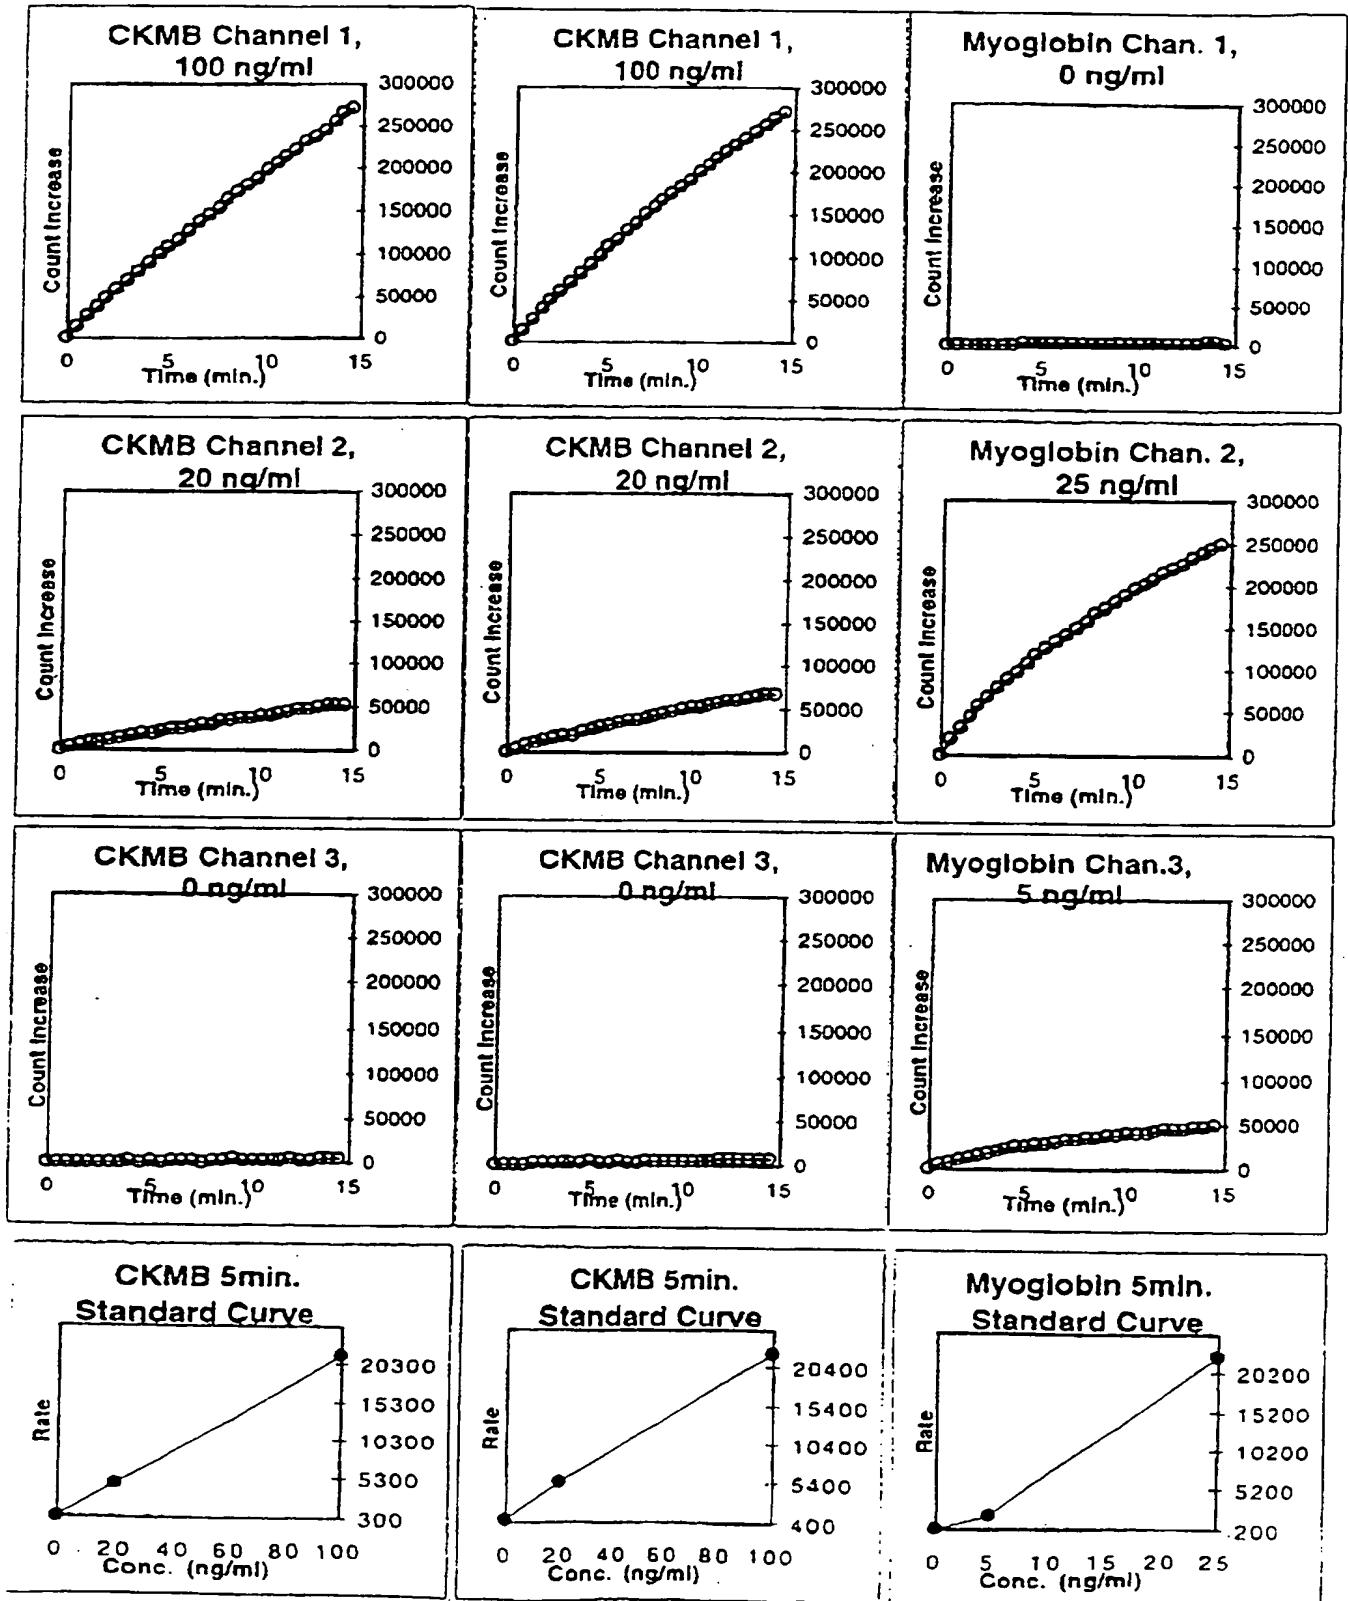 CKMB Channel 1,
100 ng/ml
Count Increase
300000
250000
200000
150000
100000
50000
0
0 5 10 15
Time (min.)
CKMB Channel 1,
100 ng/ml
Count Increase
300000
250000
200000
150000
100000
50000
0
0 5 10 15
Time (min.)
Myoglobin Chan. 1,
0 ng/ml
Count Increase
300000
250000
200000
150000
100000
50000
0
0 5 10 15
Time (min.)
CKMB Channel 2,
20 ng/ml
Count Increase
300000
250000
200000
150000
100000
50000
0
0 5 10 15
Time (min.)
CKMB Channel 2,
20 ng/ml
Count Increase
300000
250000
200000
150000
100000
50000
0
0 5 10 15
Time (min.)
Myoglobin Chan. 2,
25 ng/ml
Count Increase
300000
250000
200000
150000
100000
50000
0
0 5 10 15
Time (min.)
CKMB Channel 3,
0 ng/ml
Count Increase
300000
250000
200000
150000
100000
50000
0
0 5 10 15
Time (min.)
CKMB Channel 3,
0 ng/ml
Count Increase
300000
250000
200000
150000
100000
50000
0
0 5 10 15
Time (min.)
Myoglobin Chan.3,
5 ng/ml
Count Increase
300000
250000
200000
150000
100000
50000
0
0 5 10 15
Time (min.)
CKMB 5min.
Standard Curve
Rate
20300
15300
10300
5300
300
0 20 40 60 80 100
Conc. (ng/ml)
CKMB 5min.
Standard Curve
Rate
20400
15400
10400
5400
400
0 20 40 60 80 100
Conc. (ng/ml)
Myoglobin 5min.
Standard Curve
Rate
20200
15200
10200
5200
200
0 5 10 15 20 25
Conc. (ng/ml)